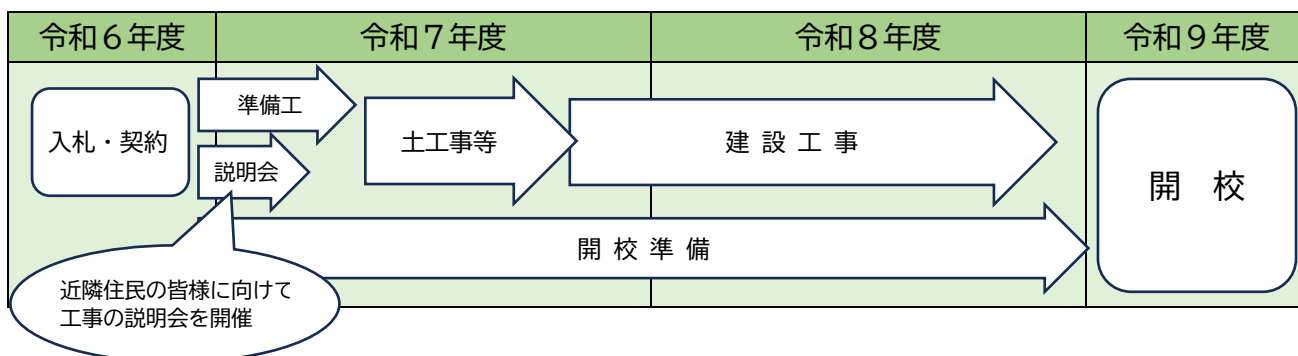 令和６年度
令和７年度
令和８年度
令和９年度
入札・契約
準備工
説明会
土工事等
建 設 工 事
開　校
開 校 準 備
近隣住民の皆様に向けて
工事の説明会を開催